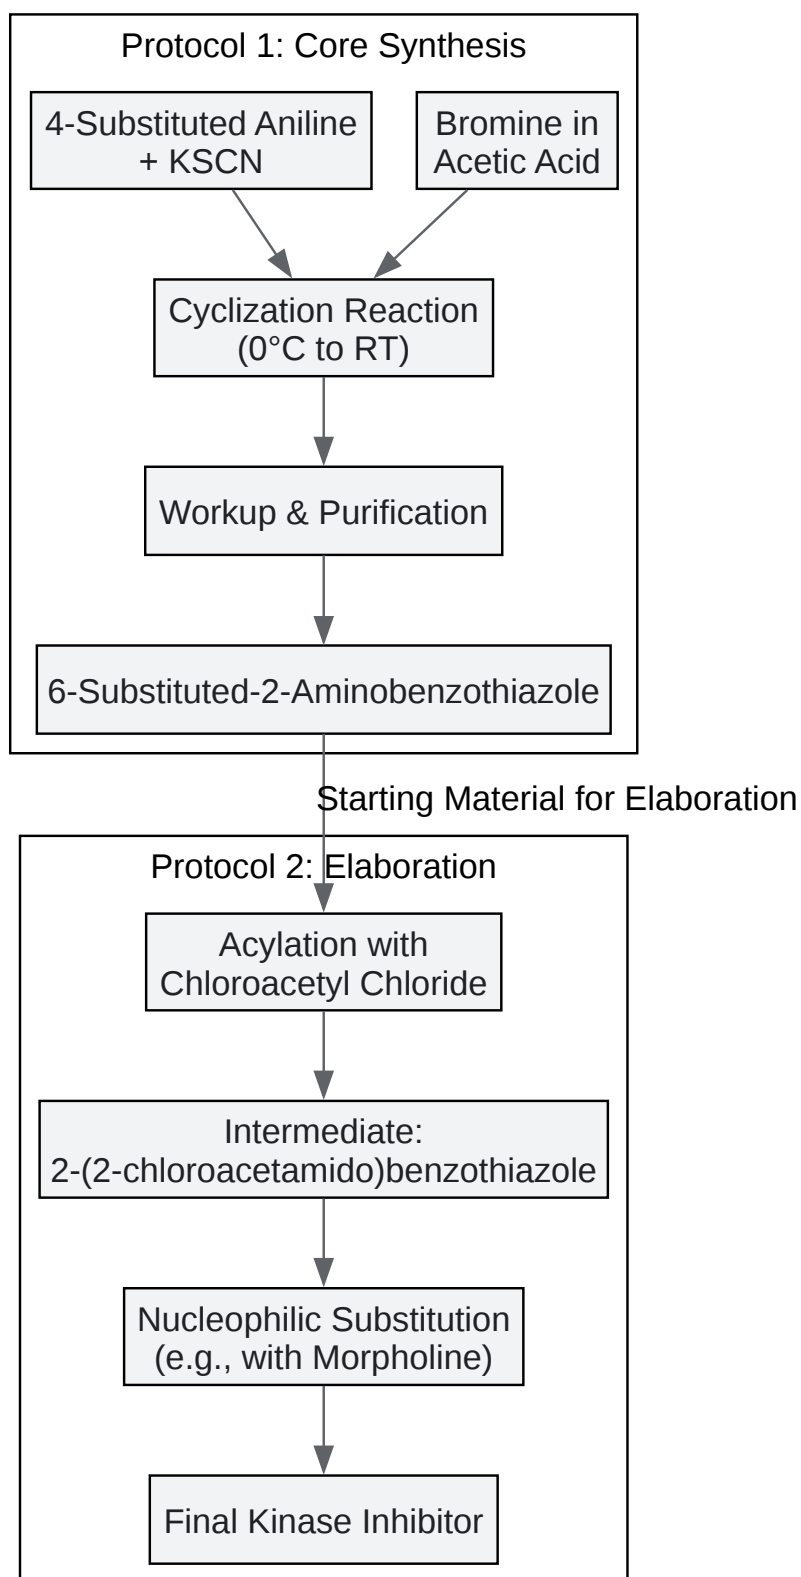 Protocol 1: Core Synthesis
4-Substituted Aniline
+ KSCN
Bromine in
Acetic Acid
Cyclization Reaction
(0°C to RT)
Workup & Purification
6-Substituted-2-Aminobenzothiazole
Starting Material for Elaboration
Protocol 2: Elaboration
Acylation with
Chloroacetyl Chloride
Intermediate:
2-(2-chloroacetamido)benzothiazole
Nucleophilic Substitution
(e.g., with Morpholine)
Final Kinase Inhibitor